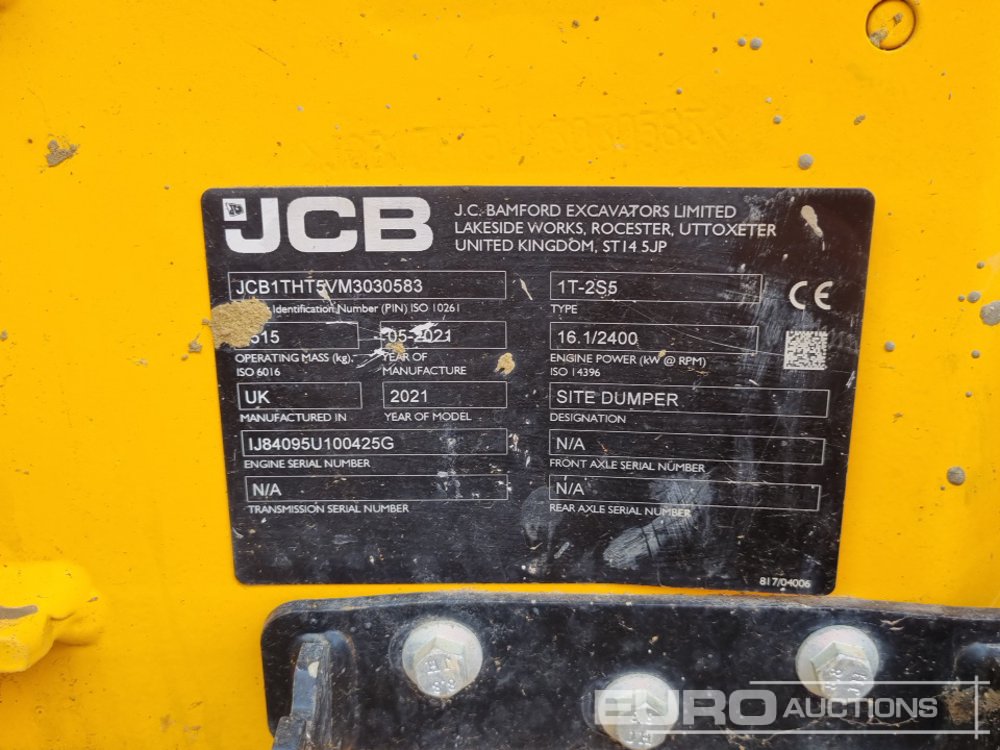 JCB
J.C. BAMFORD EXCAVATORS LIMITED
LAKESIDE WORKS, ROCESTER, UTTOXETER
UNITED KINGDOM, ST14 5JP
JCB1THT5VM3030583
Identification Number (PIN) ISO 10261
1T-2S5
TYPE
CE
515
OPERATING MASS (kg),
ISO 6016
05-2021
YEAR OF
MANUFACTURE
16.1/2400
ENGINE POWER (kW @ RPM)
ISO 14396
UK
MANUFACTURED IN
2021
YEAR OF MODEL
SITE DUMPER
DESIGNATION
IJ84095U100425G
ENGINE SERIAL NUMBER
N/A
FRONT AXLE SERIAL NUMBER
N/A
TRANSMISSION SERIAL NUMBER
N/A
REAR AXLE SERIAL NUMBER
817/04006
EURO AUCTIONS